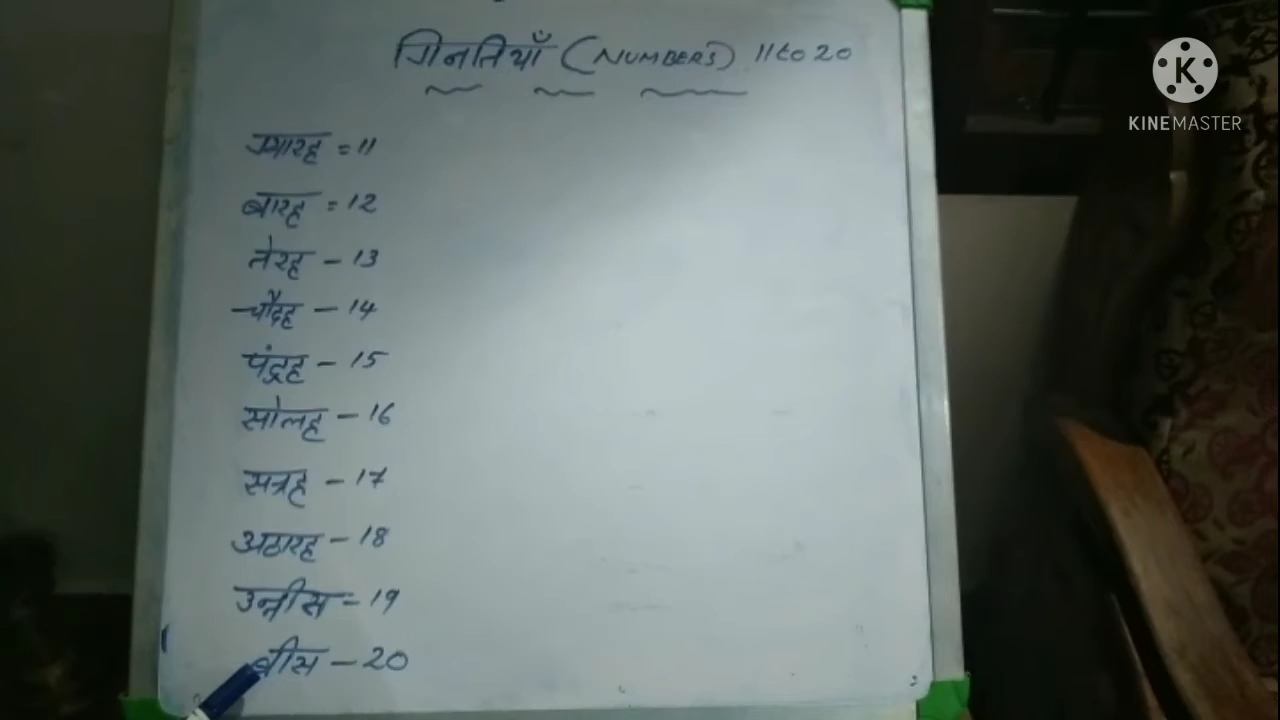 गिनतियाँ (NUMBERS) 11 to 20
K
KINEMASTER
ग्यारह = 11
बारह = 12
तेरह - 13
चौदह - 14
पंद्रह - 15
सोलह - 16
सत्रह - 17
अठारह - 18
उन्नीस - 19
बीस - 20